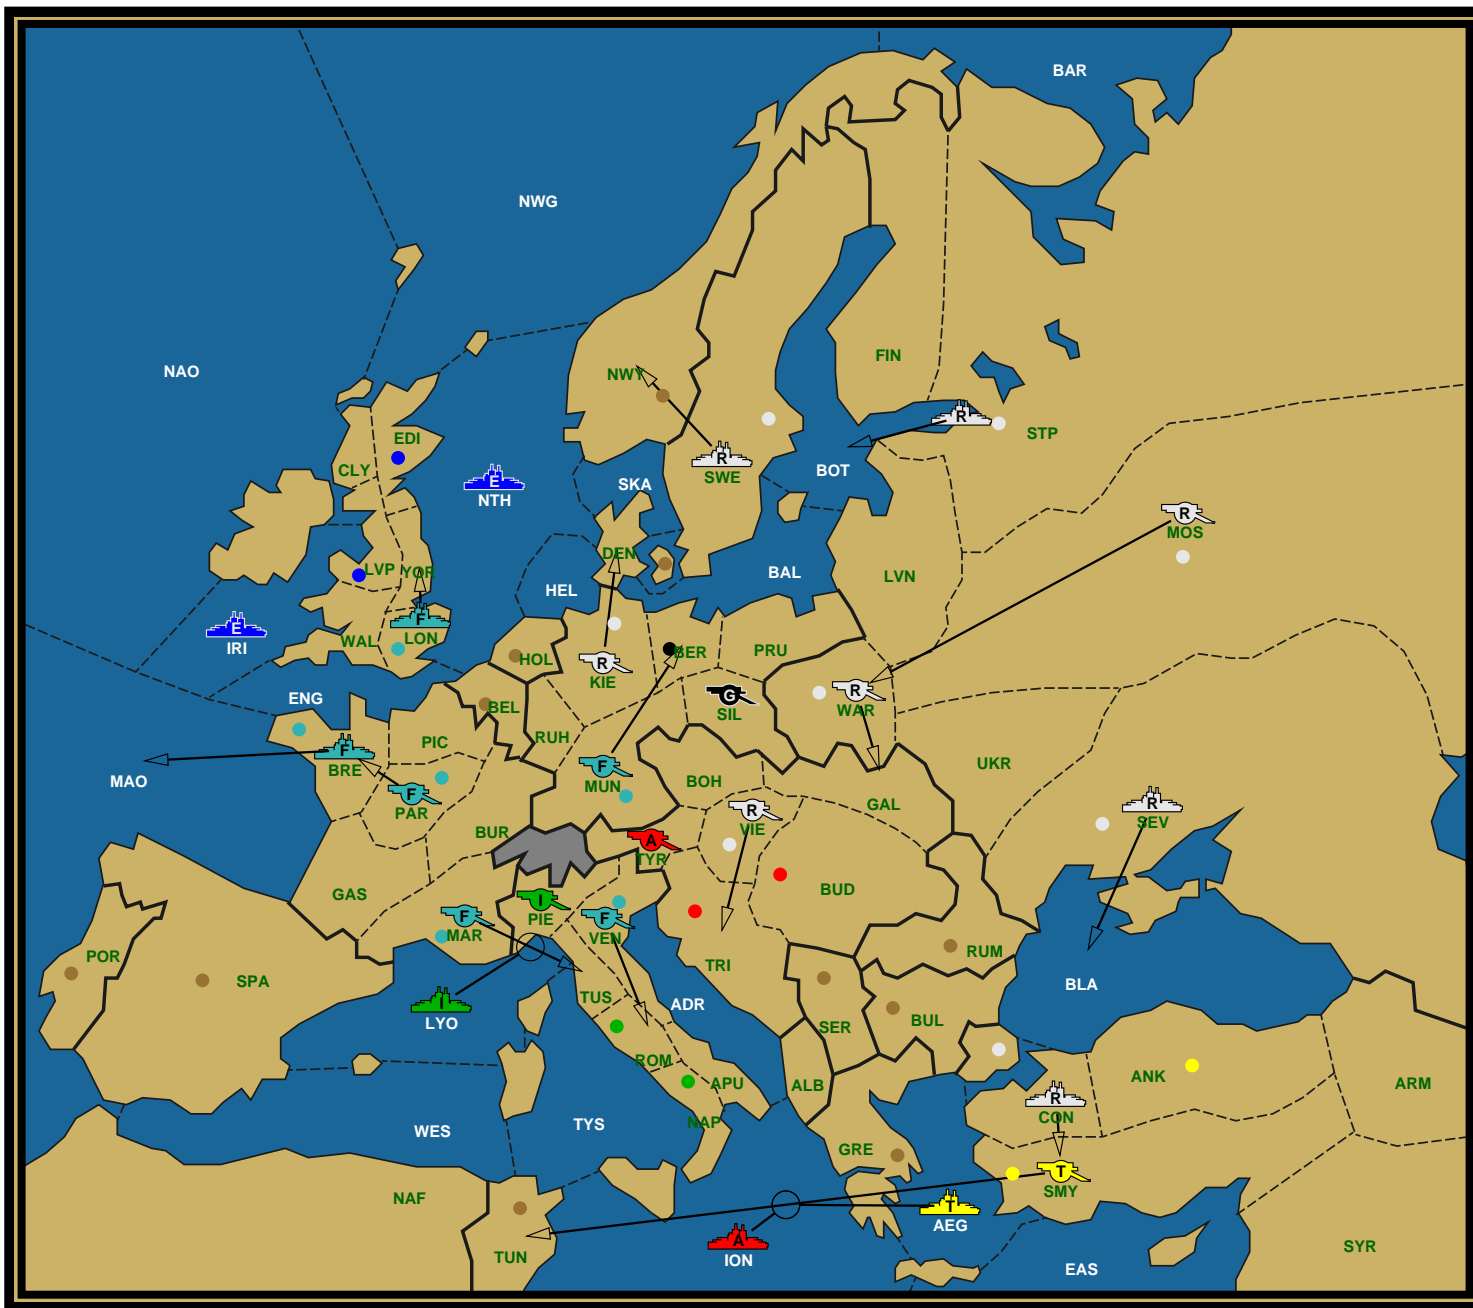 BAR
NWG
NAO
FIN
NWY
R
STP
EDI
CLY
R
SWE
BOT
SKA
E
NTH
R
MOS
DEN
LVP
YOR
BAL
LVN
HEL
E
IRI
F
LON
WAL
HOL
R
KIE
BER
PRU
ENG
G
SIL
R
WAR
BEL
RUH
PIC
F
BRE
F
MUN
BOH
UKR
MAO
F
PAR
R
VIE
GAL
R
SEV
BUR
A
TYR
GAS
BUD
I
PIE
F
MAR
F
VEN
POR
SPA
TRI
RUM
BLA
TUS
ADR
I
LYO
SER
BUL
ROM
APU
ALB
ANK
ARM
R
CON
WES
TYS
NAP
GRE
T
SMY
NAF
T
AEG
A
ION
TUN
EAS
SYR